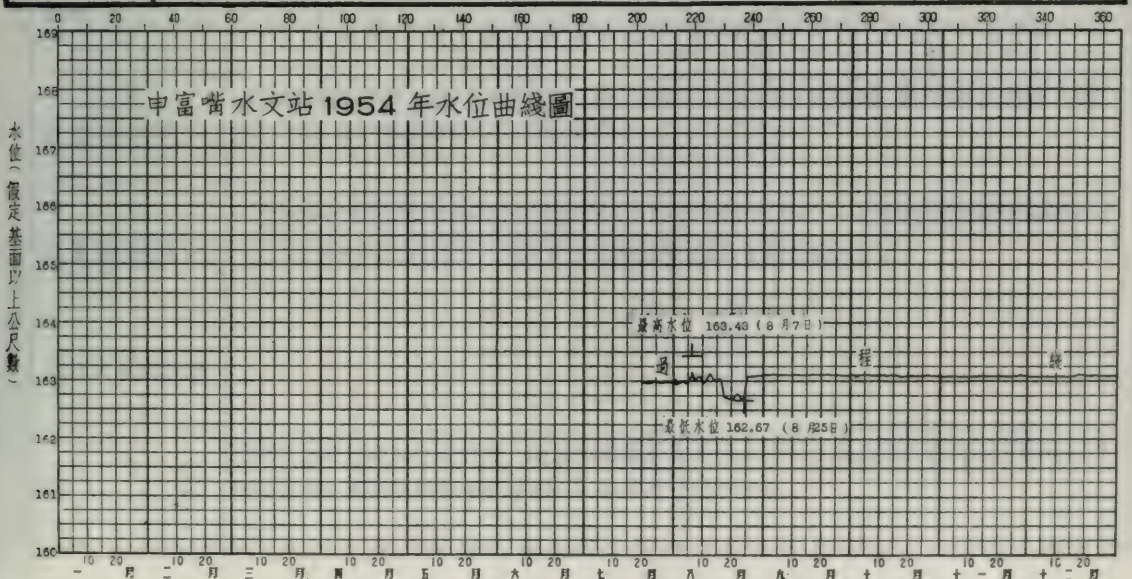 0 20 40 60 80 100 120 140 160 180 200 220 240 260 280 300 320 340 360
申富嘴水文站 1954 年水位曲綫圖
水位(假定基面以上公尺數)
169
168
167
166
165
164
163
162
161
160
最高水位 163.43 (8月7日)
過 程 綫
最低水位 162.67 (8月25日)
一 10 20 月 二 10 20 月 三 10 20 月 四 10 20 月 五 10 20 月 六 10 20 月 七 10 20 月 八 10 20 月 九 10 20 月 十 10 20 月 十 10 一 20 月 十 10 二 20 月